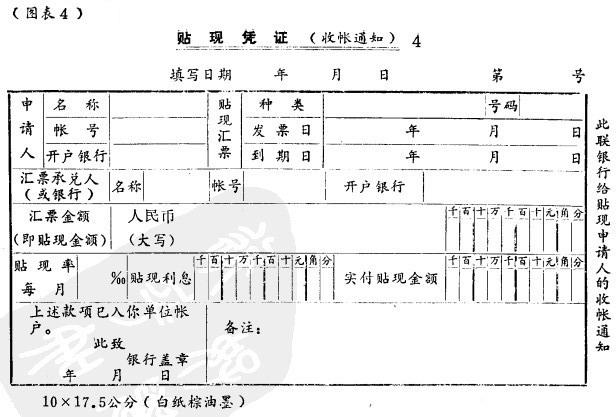 （图表4）
贴现凭证（收帐通知）4
填写日期 年 月 日 第 号
申请人 名称 贴现汇票 种类 号码
帐号 发票日 年 月 日
开户银行 到期日 年 月 日
汇票承兑人（或银行） 名称 帐号 开户银行
汇票金额（即贴现金额） 人民币（大写） 千百十万千百十元角分
贴现率每月 ‰ 贴现利息 千百十万千百十元角分 实付贴现金额 千百十万千百十元角分
上述款项已入你单位帐户。
此致
银行盖章
年 月 日
备注：
此联银行给贴现申请人的收帐通知
10×17.5公分（白纸棕油墨）